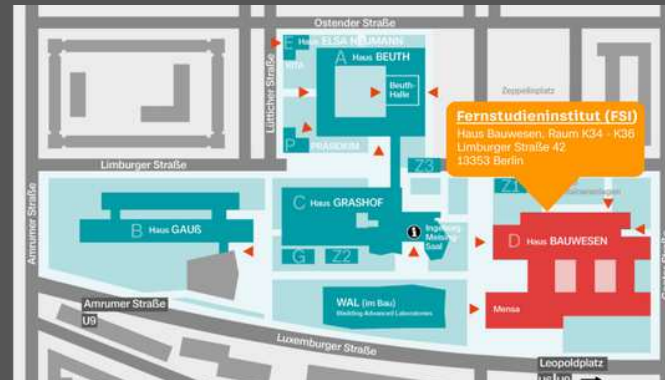 Ostender Straße
E Haus ELSA NEUMANN
KITA
A Haus BEUTH
Beuth-
Halle
Lütticher Straße
Zeppelinplatz
Fernstudieninstitut (FSI)
Haus Bauwesen, Raum K34 - K36
Limburger Straße 42
13353 Berlin
P PRÄSIDIUM
Limburger Straße
Z3
Z1
Amrumer Straße
C Haus GRASHOF
B Haus GAUß
i
Ingeborg
Meising
Saal
D Haus BAUWESEN
G Z2
WAL (im Bau)
Wedding Advanced Laboratories
Mensa
Amrumer Straße
U9
Luxemburger Straße
Leopoldplatz